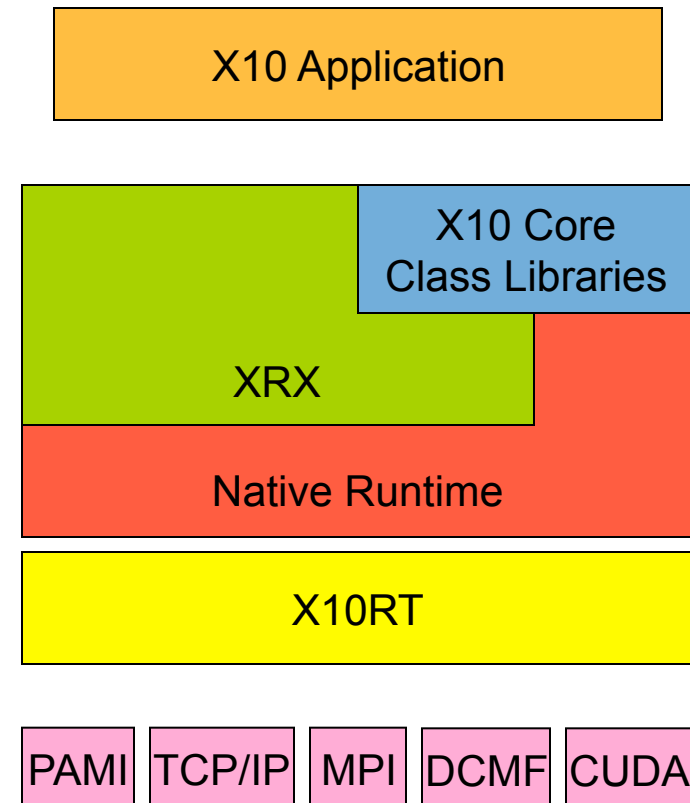 X10 Application
X10 Core
Class Libraries
XRX
Native Runtime
X10RT
PAMI
TCP/IP
MPI
DCMF
CUDA